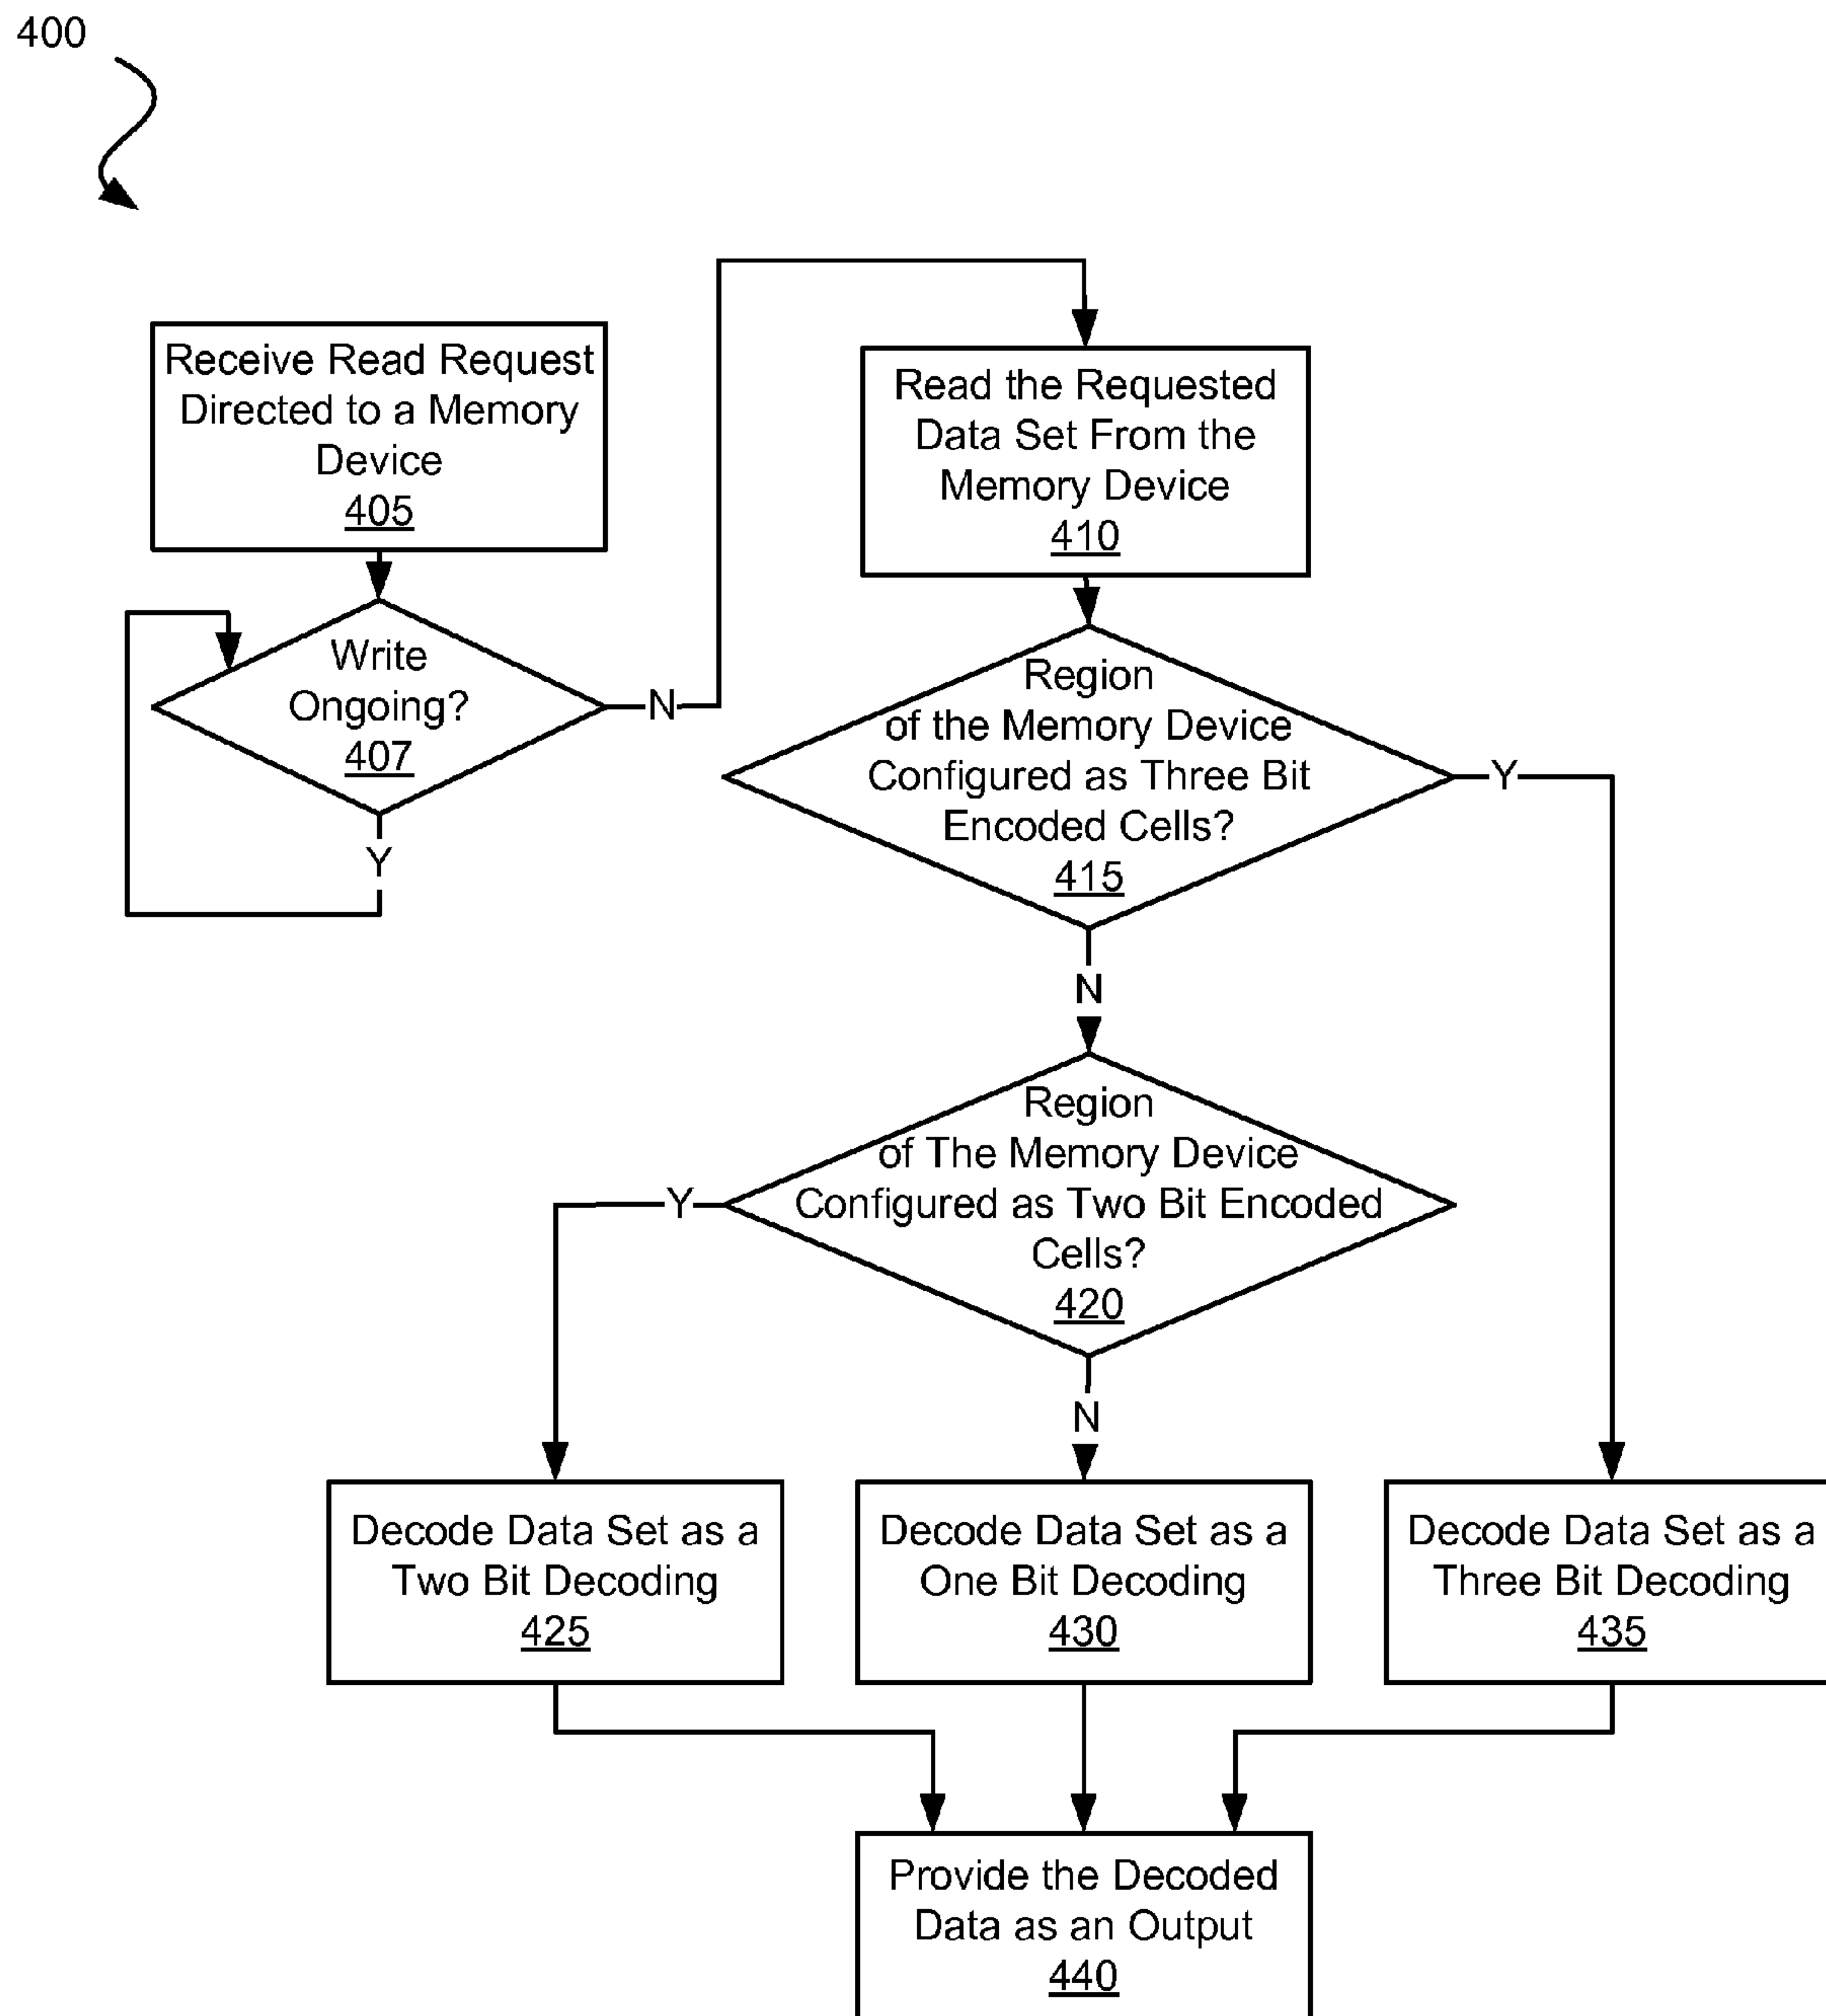 400
Receive Read Request
Directed to a Memory
Device
405
Write
Ongoing?
407
N
Y
Read the Requested
Data Set From the
Memory Device
410
Region
of the Memory Device
Configured as Three Bit
Encoded Cells?
415
Y
N
Region
of The Memory Device
Configured as Two Bit Encoded
Cells?
420
Y
N
Decode Data Set as a
Two Bit Decoding
425
Decode Data Set as a
One Bit Decoding
430
Decode Data Set as a
Three Bit Decoding
435
Provide the Decoded
Data as an Output
440